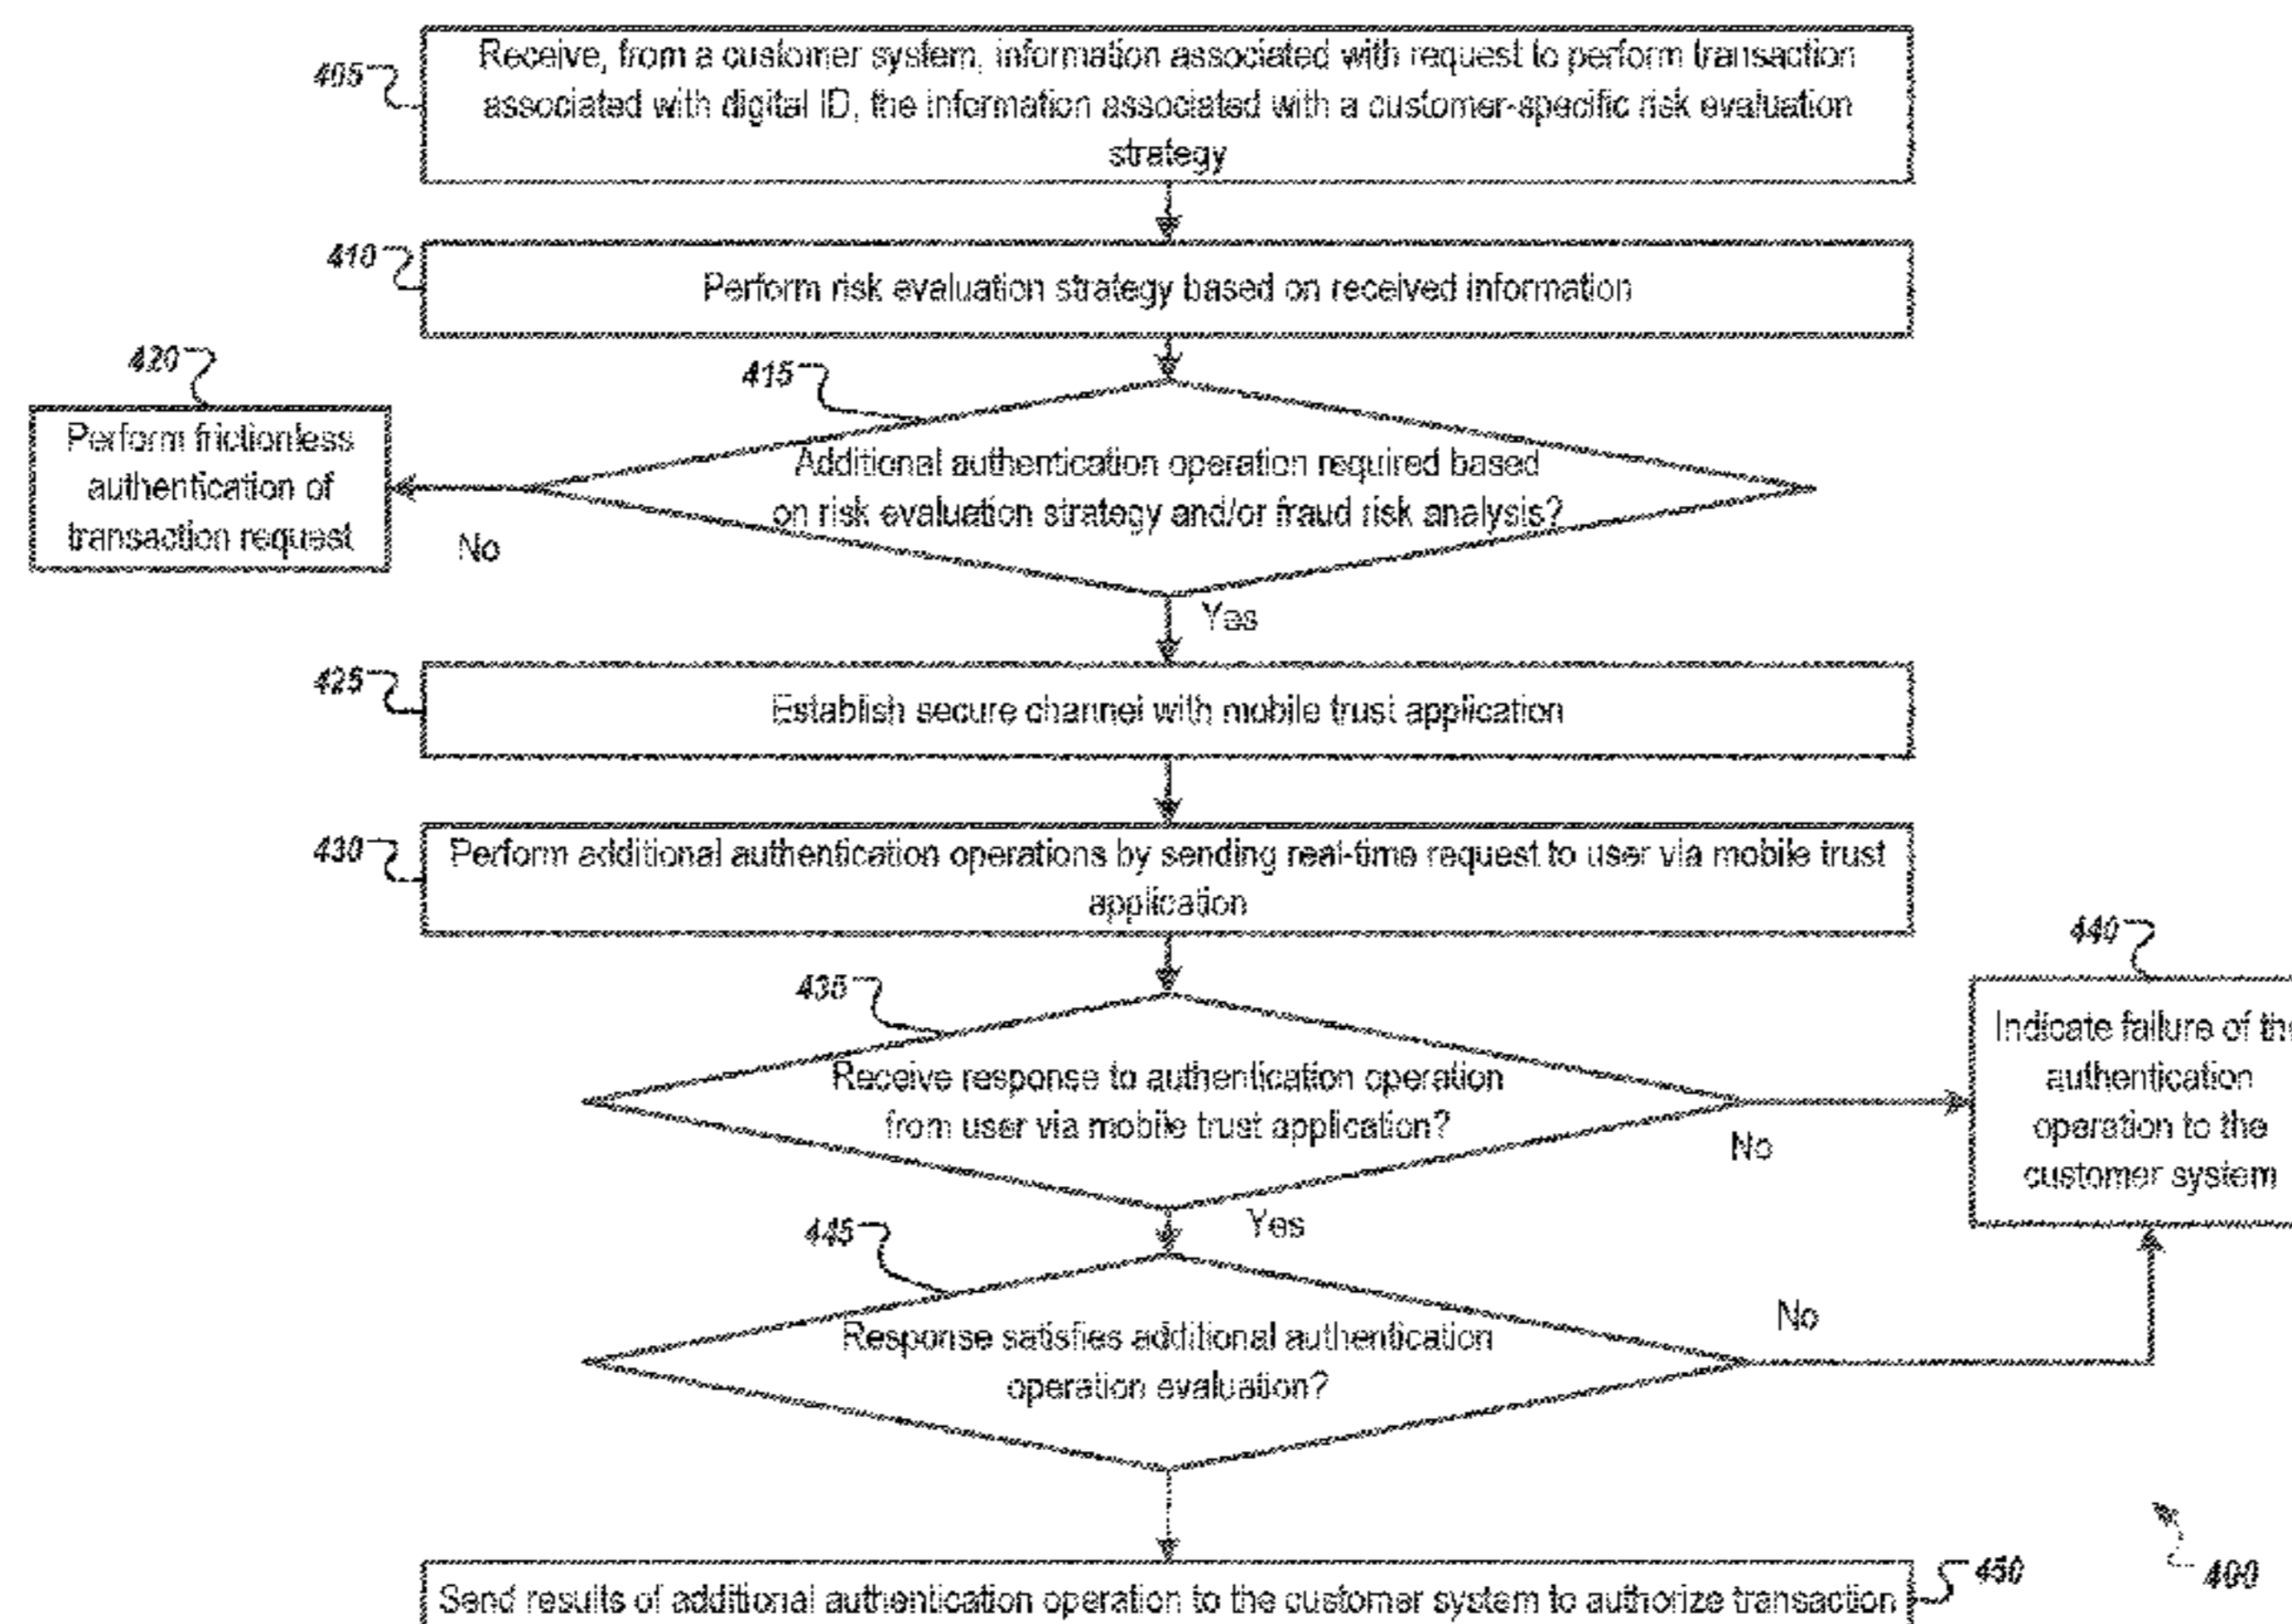 405
Receive, from a customer system, information associated with request to perform transaction
associated with digital ID, the information associated with a customer-specific risk evaluation
strategy
410
Perform risk evaluation strategy based on received information
420
415
Perform frictionless
authentication of
transaction request
Additional authentication operation required based
on risk evaluation strategy and/or fraud risk analysis?
No
Yes
425
Establish secure channel with mobile trust application
430
Perform additional authentication operations by sending real-time request to user via mobile trust
application
440
435
Receive response to authentication operation
from user via mobile trust application?
No
Indicate failure of the
authentication
operation to the
customer system
Yes
445
Response satisfies additional authentication
operation evaluation?
No
Send results of additional authentication operation to the customer system to authorize transaction
450
400